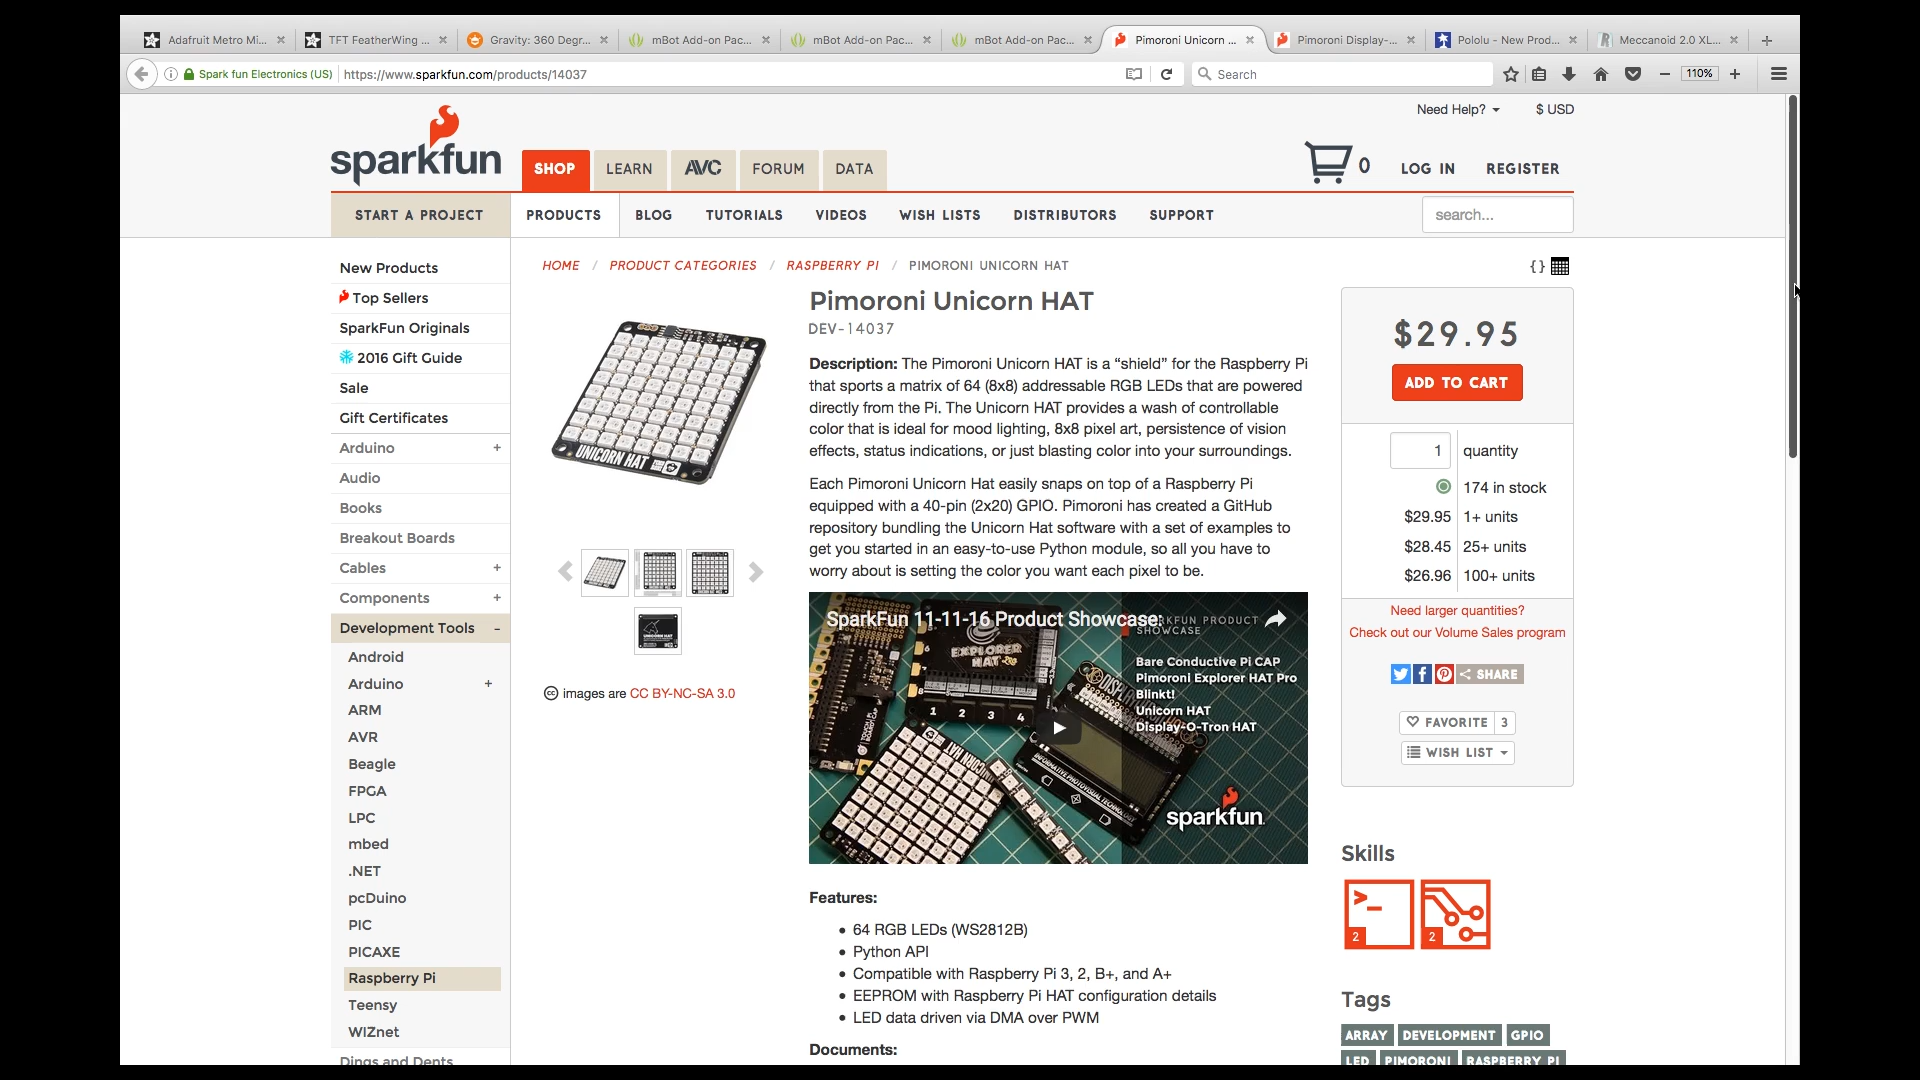 Adafruit Metro Mi...
TFT FeatherWing ...
Gravity: 360 Degr...
mBot Add-on Pac...
mBot Add-on Pac...
mBot Add-on Pac...
Pimoroni Unicorn ...
Pimoroni Display-...
Pololu - New Prod...
Meccanoid 2.0 XL...
Spark fun Electronics (US)
https://www.sparkfun.com/products/14037
Search
110%
Need Help?
$ USD
sparkfun
SHOP
LEARN
AVC
FORUM
DATA
0
LOG IN
REGISTER
START A PROJECT
PRODUCTS
BLOG
TUTORIALS
VIDEOS
WISH LISTS
DISTRIBUTORS
SUPPORT
search...
New Products
Top Sellers
SparkFun Originals
2016 Gift Guide
Sale
Gift Certificates
Arduino +
Audio
Books
Breakout Boards
Cables +
Components +
Development Tools -
Android
Arduino +
ARM
AVR
Beagle
FPGA
LPC
mbed
.NET
pcDuino
PIC
PICAXE
Raspberry Pi
Teensy
WIZnet
Dings and Dents
HOME / PRODUCT CATEGORIES / RASPBERRY PI / PIMORONI UNICORN HAT
{}
UNICORN HAT
images are CC BY-NC-SA 3.0
Pimoroni Unicorn HAT
DEV-14037
Description: The Pimoroni Unicorn HAT is a “shield” for the Raspberry Pi
that sports a matrix of 64 (8x8) addressable RGB LEDs that are powered
directly from the Pi. The Unicorn HAT provides a wash of controllable
color that is ideal for mood lighting, 8x8 pixel art, persistence of vision
effects, status indications, or just blasting color into your surroundings.
Each Pimoroni Unicorn Hat easily snaps on top of a Raspberry Pi
equipped with a 40-pin (2x20) GPIO. Pimoroni has created a GitHub
repository bundling the Unicorn Hat software with a set of examples to
get you started in an easy-to-use Python module, so all you have to
worry about is setting the color you want each pixel to be.
SparkFun 11-11-16 Product Showcase:
SHOWCASE
Bare Conductive Pi CAP
Pimoroni Explorer HAT Pro
Blinkt!
Unicorn HAT
Display-O-Tron HAT
EXPLORER
HAT
1 2 3 4
sparkfun
Features:
• 64 RGB LEDs (WS2812B)
• Python API
• Compatible with Raspberry Pi 3, 2, B+, and A+
• EEPROM with Raspberry Pi HAT configuration details
• LED data driven via DMA over PWM
Documents:
$29.95
ADD TO CART
1 quantity
174 in stock
$29.95 1+ units
$28.45 25+ units
$26.96 100+ units
Need larger quantities?
Check out our Volume Sales program
SHARE
FAVORITE 3
WISH LIST
Skills
2
2
Tags
ARRAY DEVELOPMENT GPIO
LED PIMORONI RASPBERRY PI